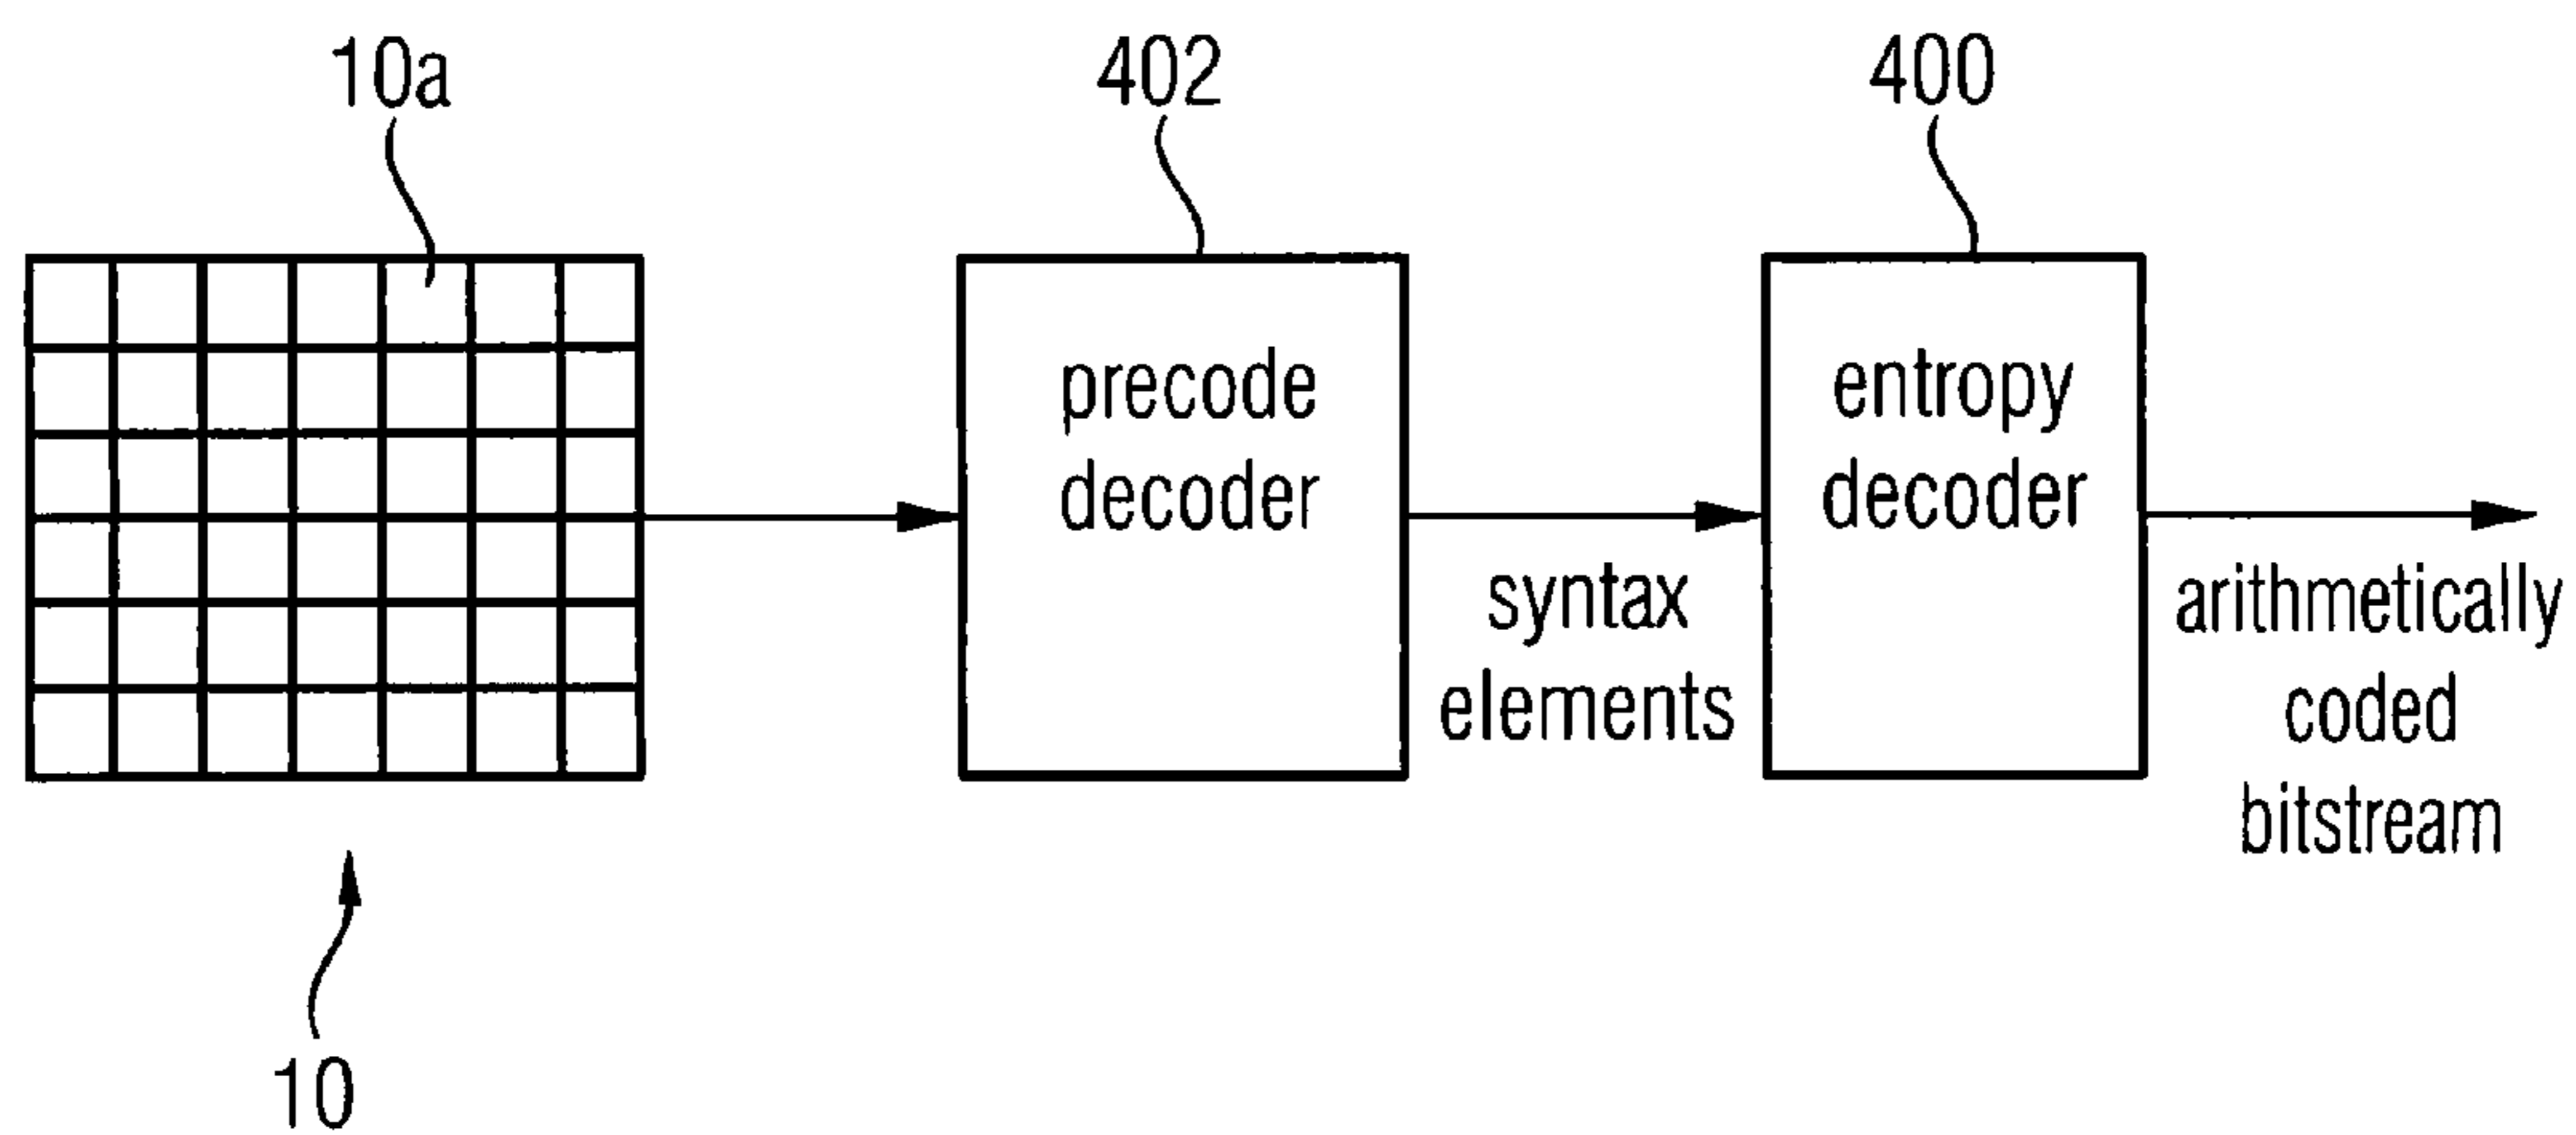 10a
402
400
precode
decoder
entropy
decoder
syntax
elements
arithmetically
coded
bitstream
10